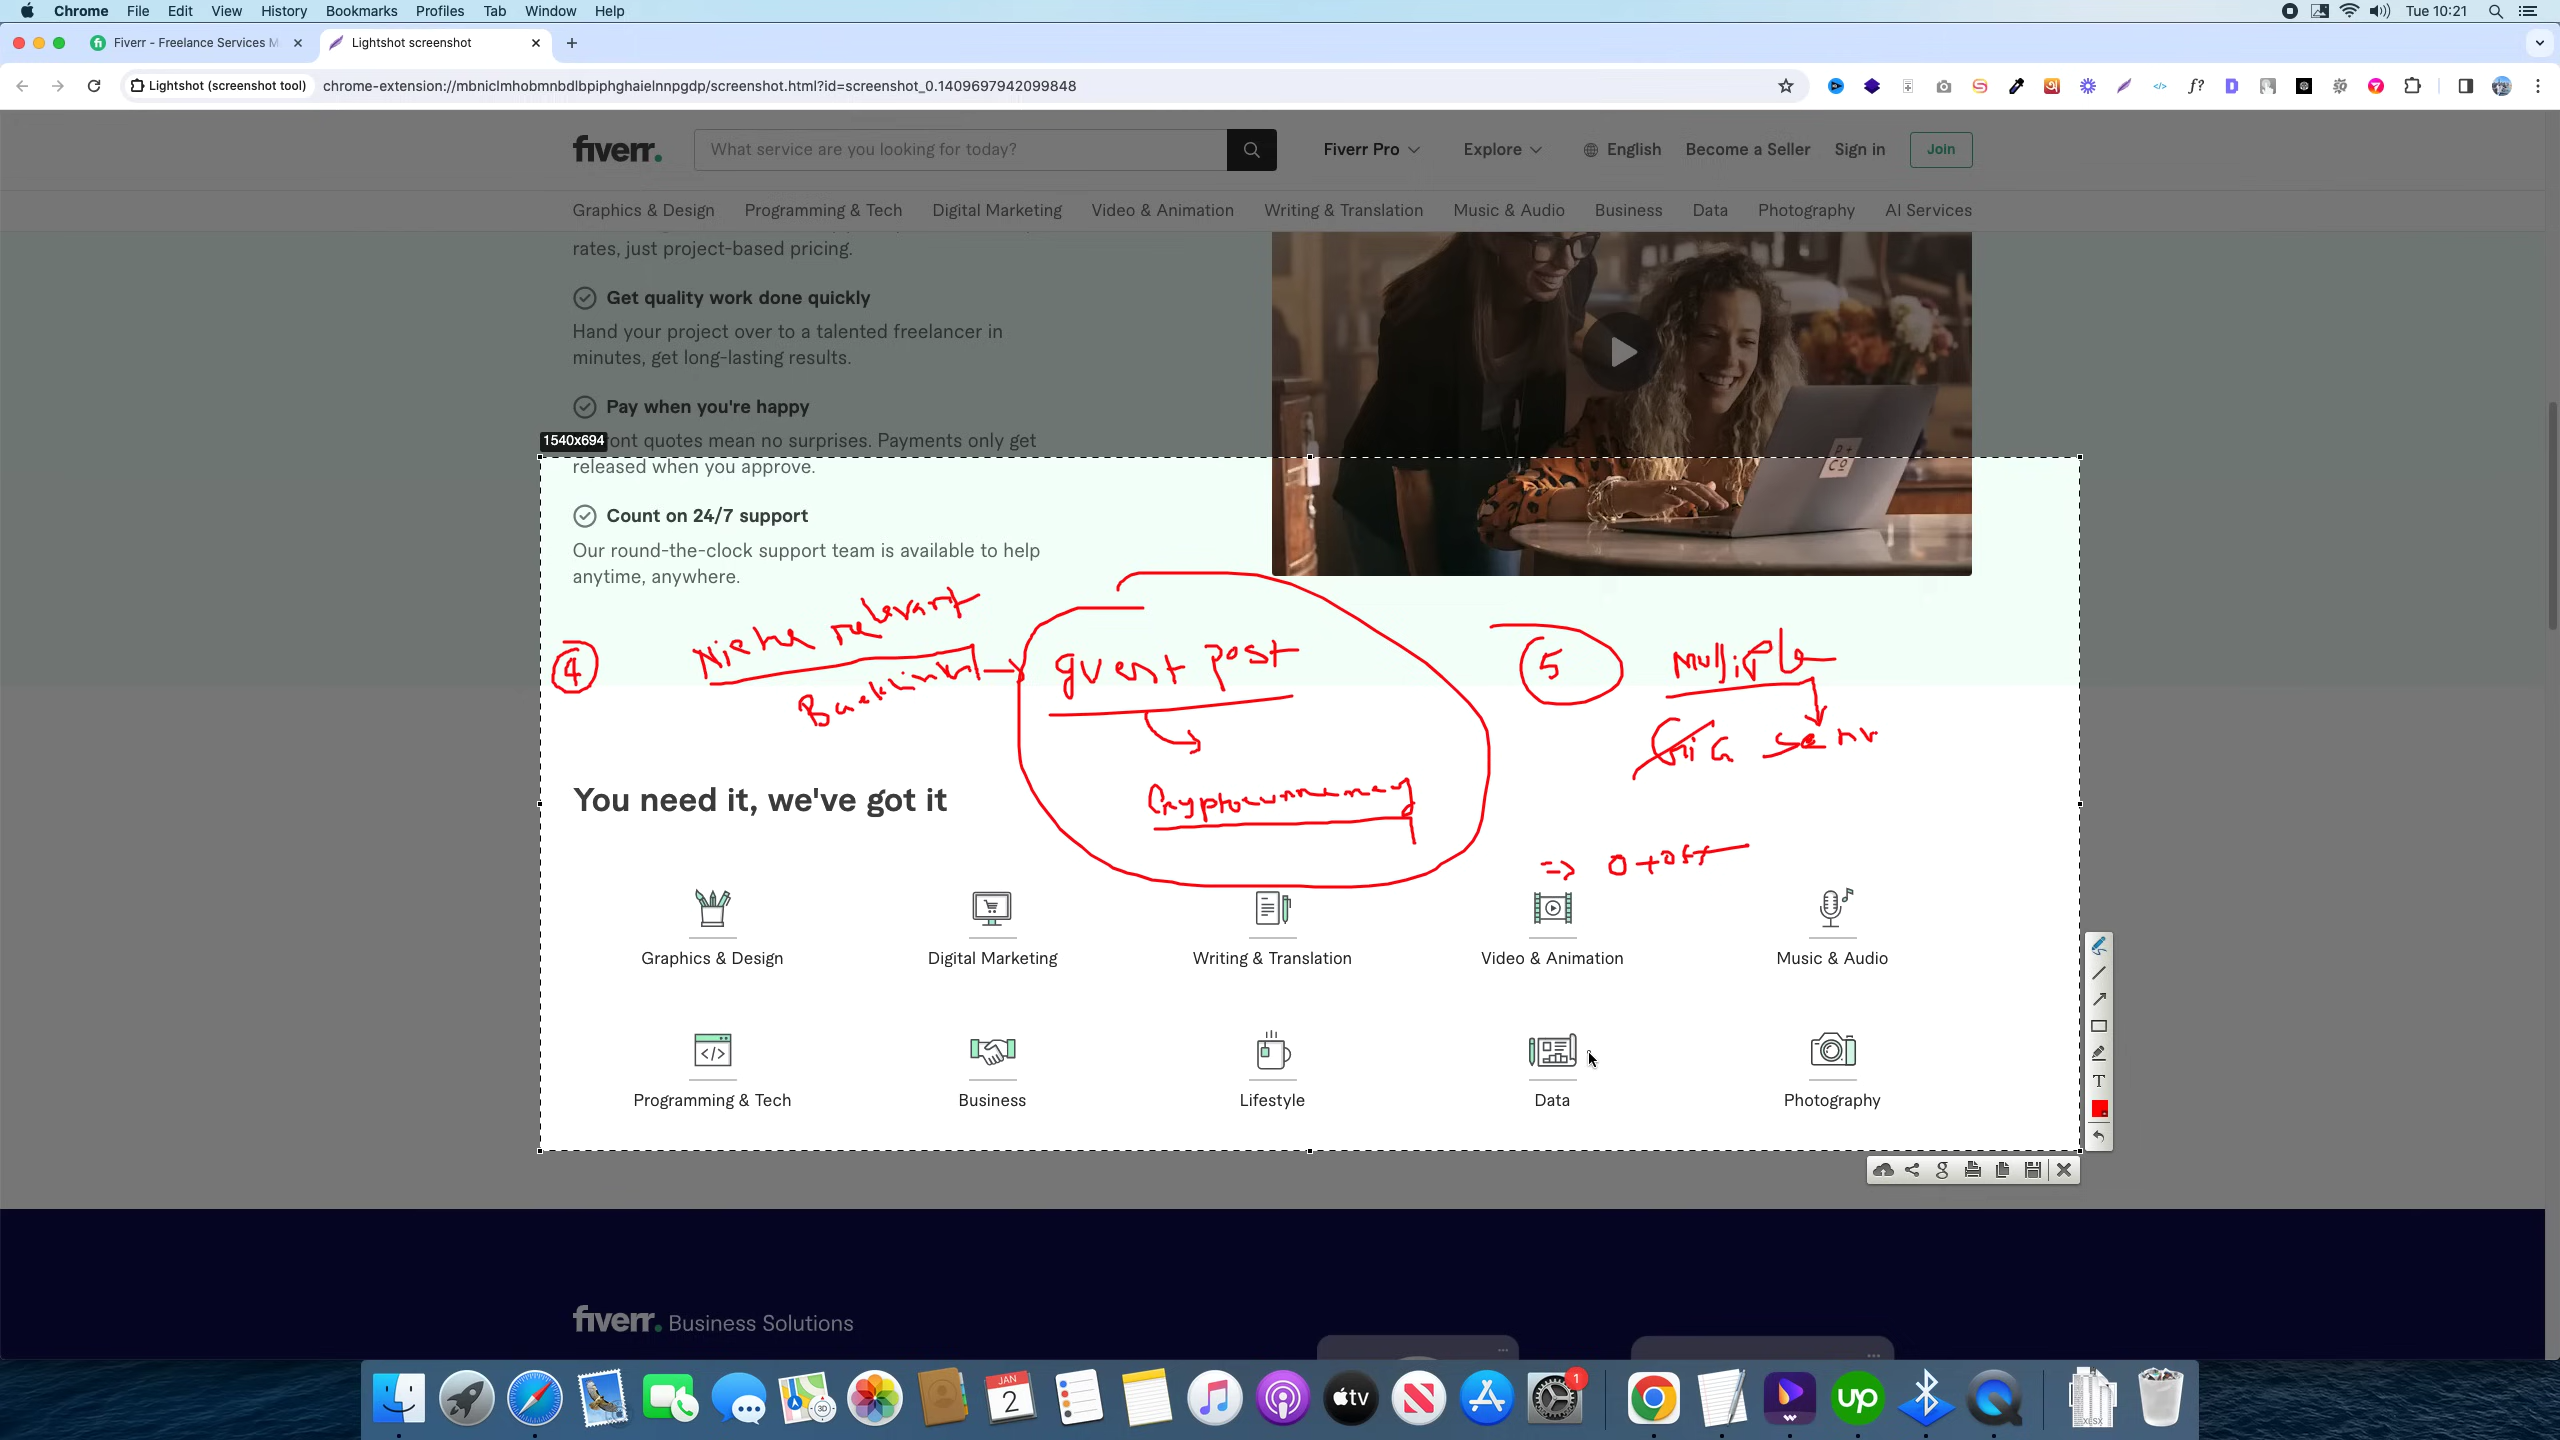 Chrome File Edit View History Bookmarks Profiles Tab Window Help
Tue 10:21
Fiverr - Freelance Services M
Lightshot screenshot
Lightshot (screenshot tool)
chrome-extension://mbniclmhobmnbdlbpiphghaielnnpgdp/screenshot.html?id=screenshot_0.1409697942099848
fiverr.
What service are you looking for today?
Fiverr Pro
Explore
English
Become a Seller
Sign in
Join
Graphics & Design Programming & Tech Digital Marketing Video & Animation Writing & Translation Music & Audio Business Data Photography AI Services
rates, just project-based pricing.
Get quality work done quickly
Hand your project over to a talented freelancer in
minutes, get long-lasting results.
Pay when you're happy
1540x694
ont quotes mean no surprises. Payments only get
released when you approve.
Count on 24/7 support
Our round-the-clock support team is available to help
anytime, anywhere.
4
Niche relevant
Backlink
guest post
Cryptocurrency
5
Multiple
GiG
You need it, we've got it
Graphics & Design
Digital Marketing
Writing & Translation
Video & Animation
Music & Audio
Programming & Tech
Business
Lifestyle
Data
Photography
fiverr. Business Solutions
JAN
2
tv
1
up
XLSX